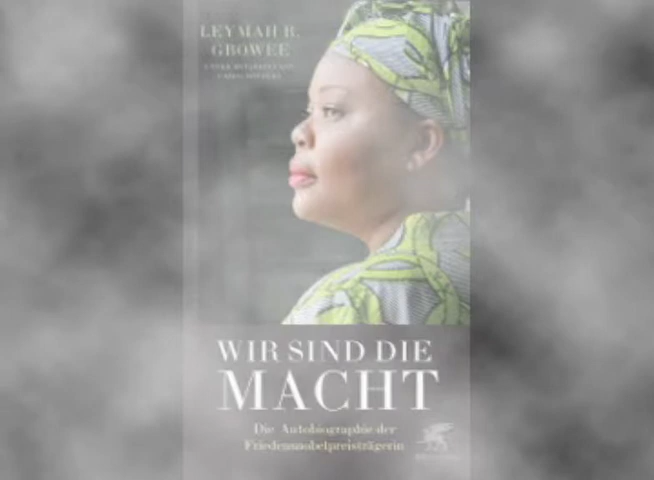 LEYMAH R.
GBOWEE
WIR SIND DIE
MACHT
Die Autobiographie der
Friedensnobelpreisträgerin